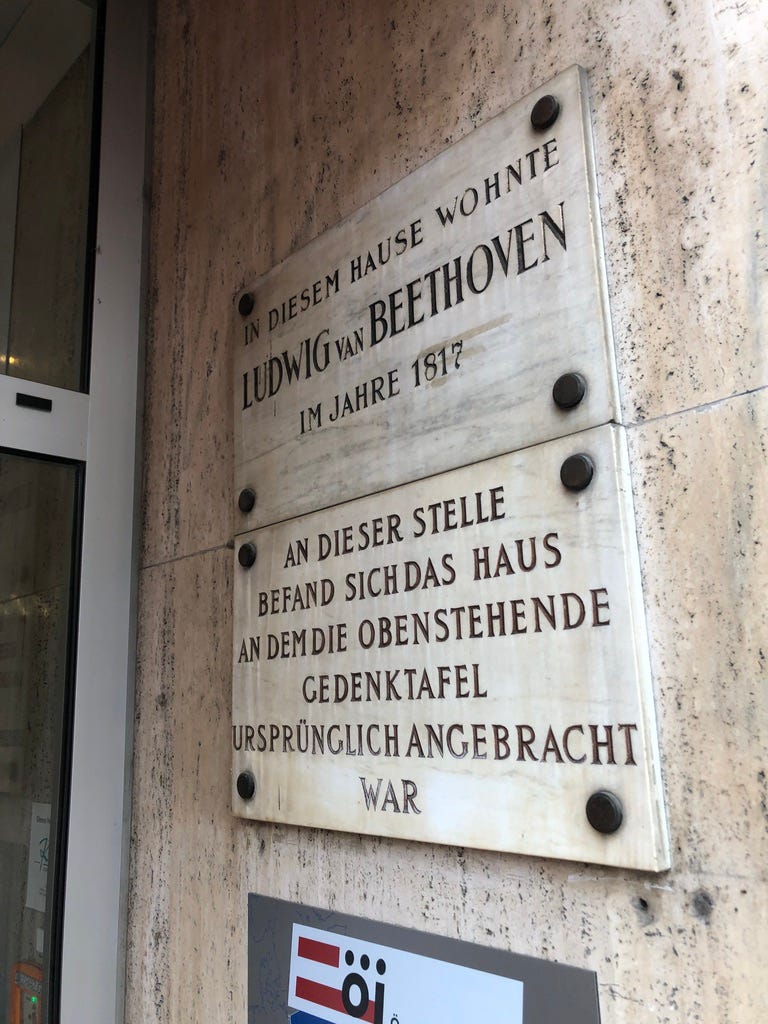 IN DIESEM HAUSE WOHNTE
LUDWIG VAN BEETHOVEN
IM JAHRE 1817
AN DIESER STELLE
BEFAND SICH DAS HAUS
AN DEM DIE OBENSTEHENDE
GEDENKTAFEL
URSPRÜNGLICH ANGEBRACHT
WAR
öj